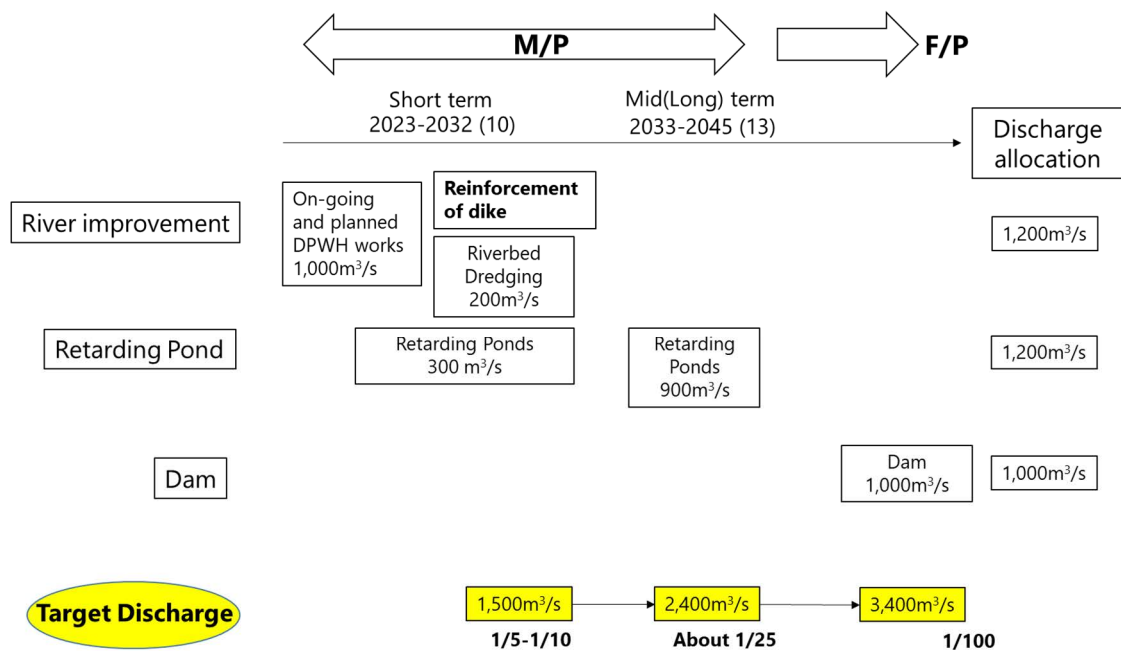 M/P
F/P
Short term
2023-2032 (10)
Mid(Long) term
2033-2045 (13)
Discharge
allocation
River improvement
On-going
and planned
DPWH works
1,000m³/s
Reinforcement
of dike
Riverbed
Dredging
200m³/s
1,200m³/s
Retarding Pond
Retarding Ponds
300 m³/s
Retarding
Ponds
900m³/s
1,200m³/s
Dam
Dam
1,000m³/s
1,000m³/s
Target Discharge
1,500m³/s
2,400m³/s
3,400m³/s
1/5-1/10
About 1/25
1/100